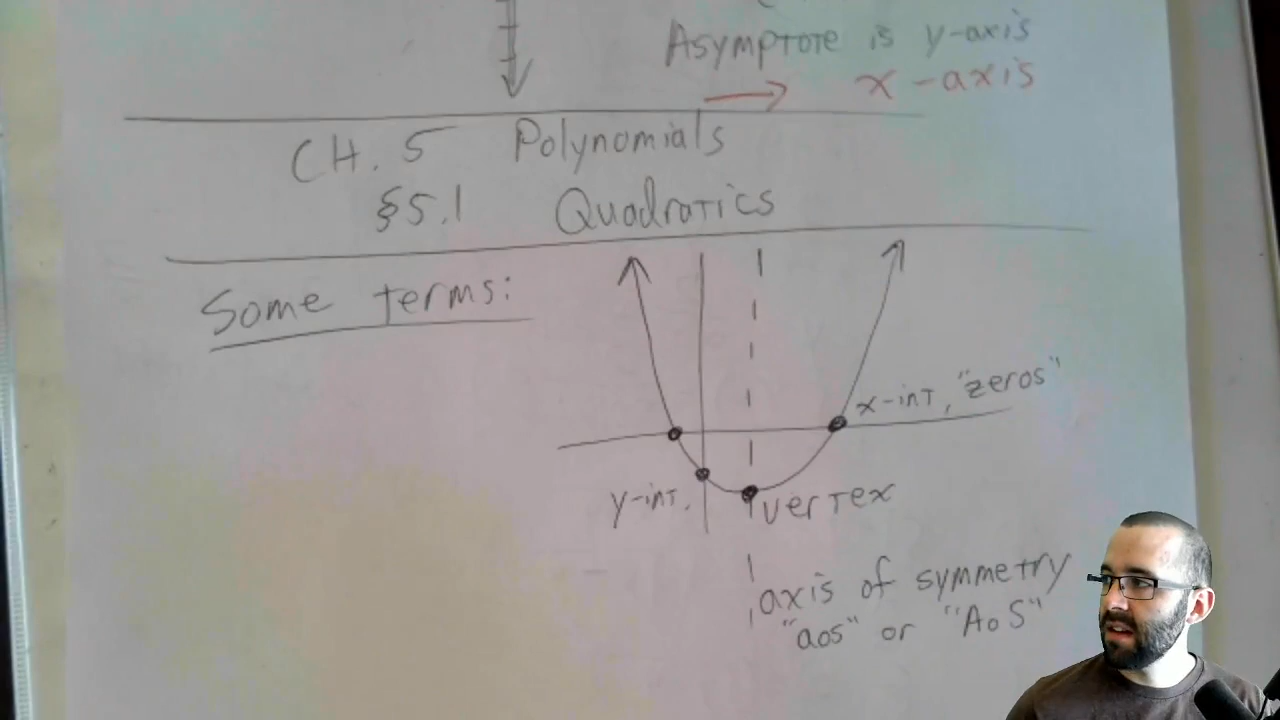 Asymptote is y-axis
x-axis
CH. 5 Polynomials
§5.1 Quadratics
Some terms:
x-int, "zeros"
y-int.
vertex
axis of symmetry
"aos" or "AoS"